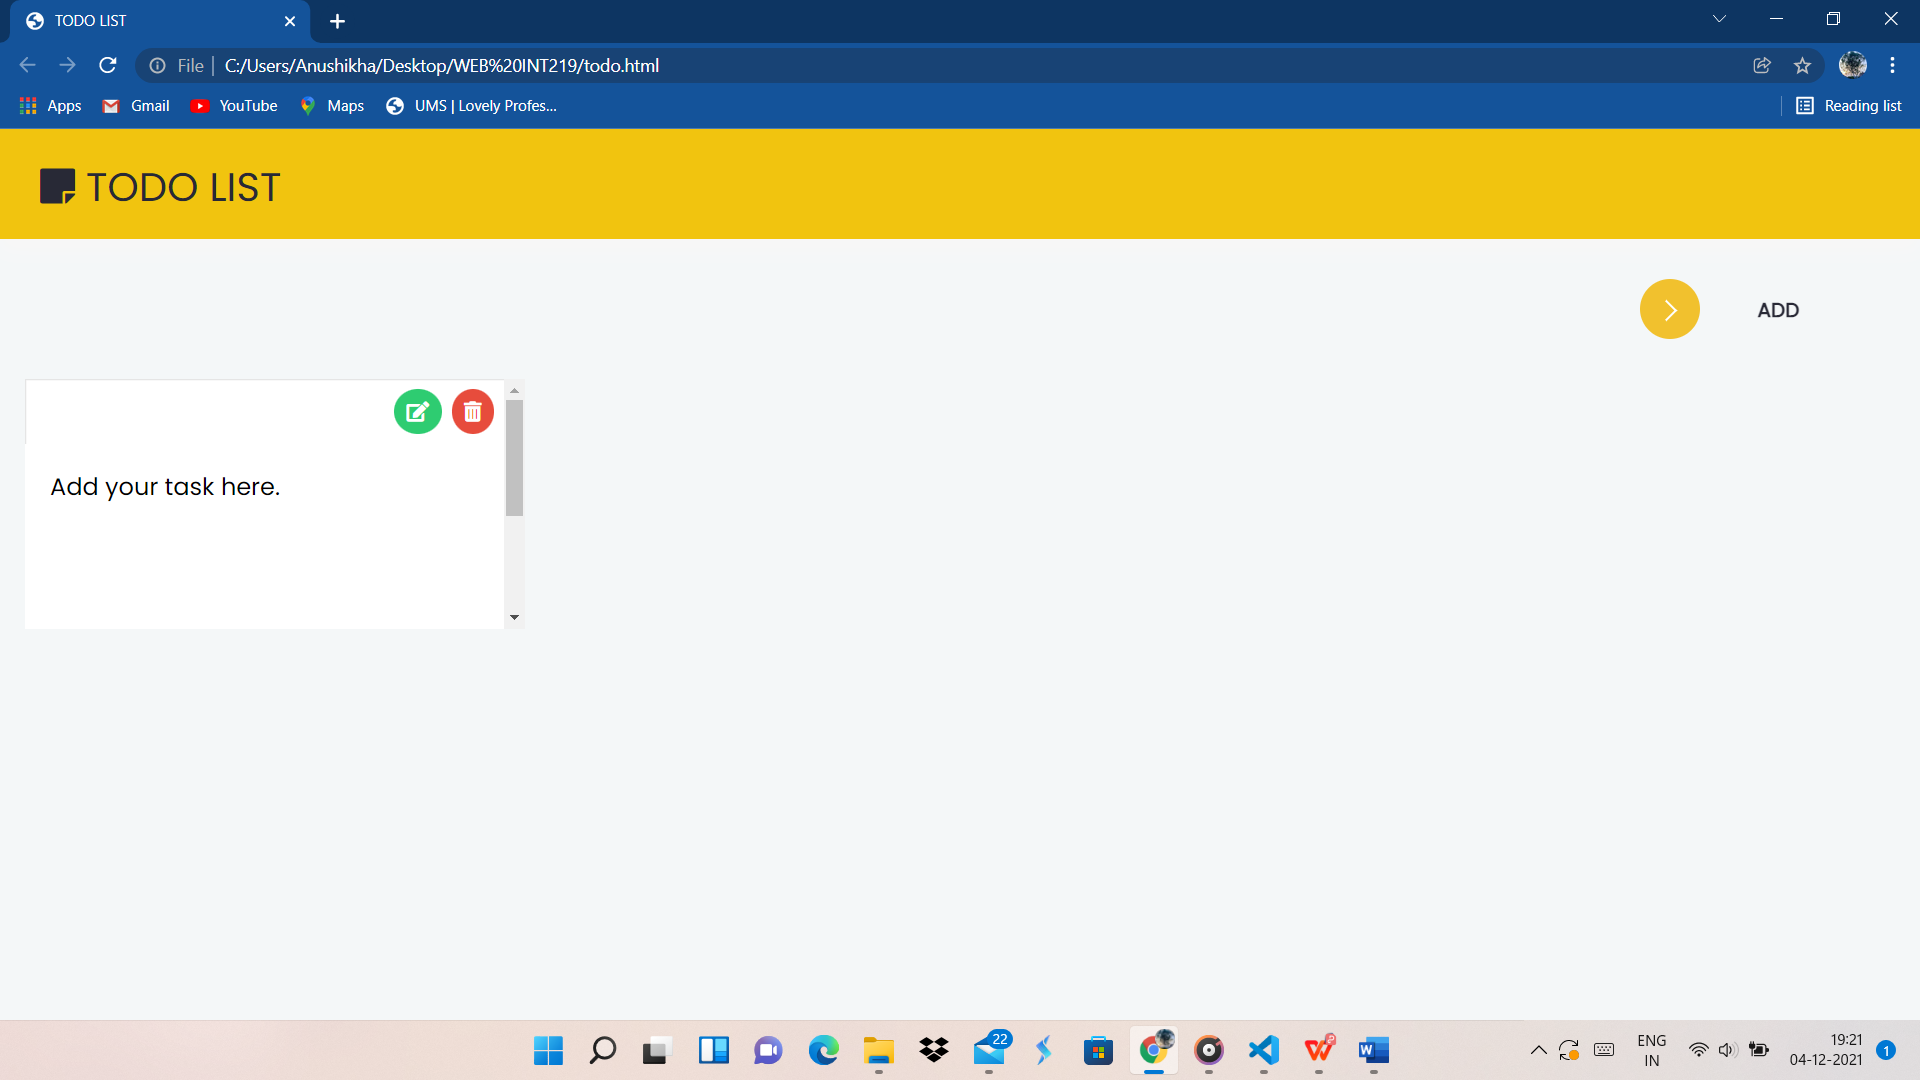 TODO LIST
File
C:/Users/Anushikha/Desktop/WEB%20INT219/todo.html
Apps
Gmail
YouTube
Maps
UMS | Lovely Profes...
Reading list
TODO LIST
ADD
Add your task here.
22
ENG
IN
19:21
04-12-2021
1